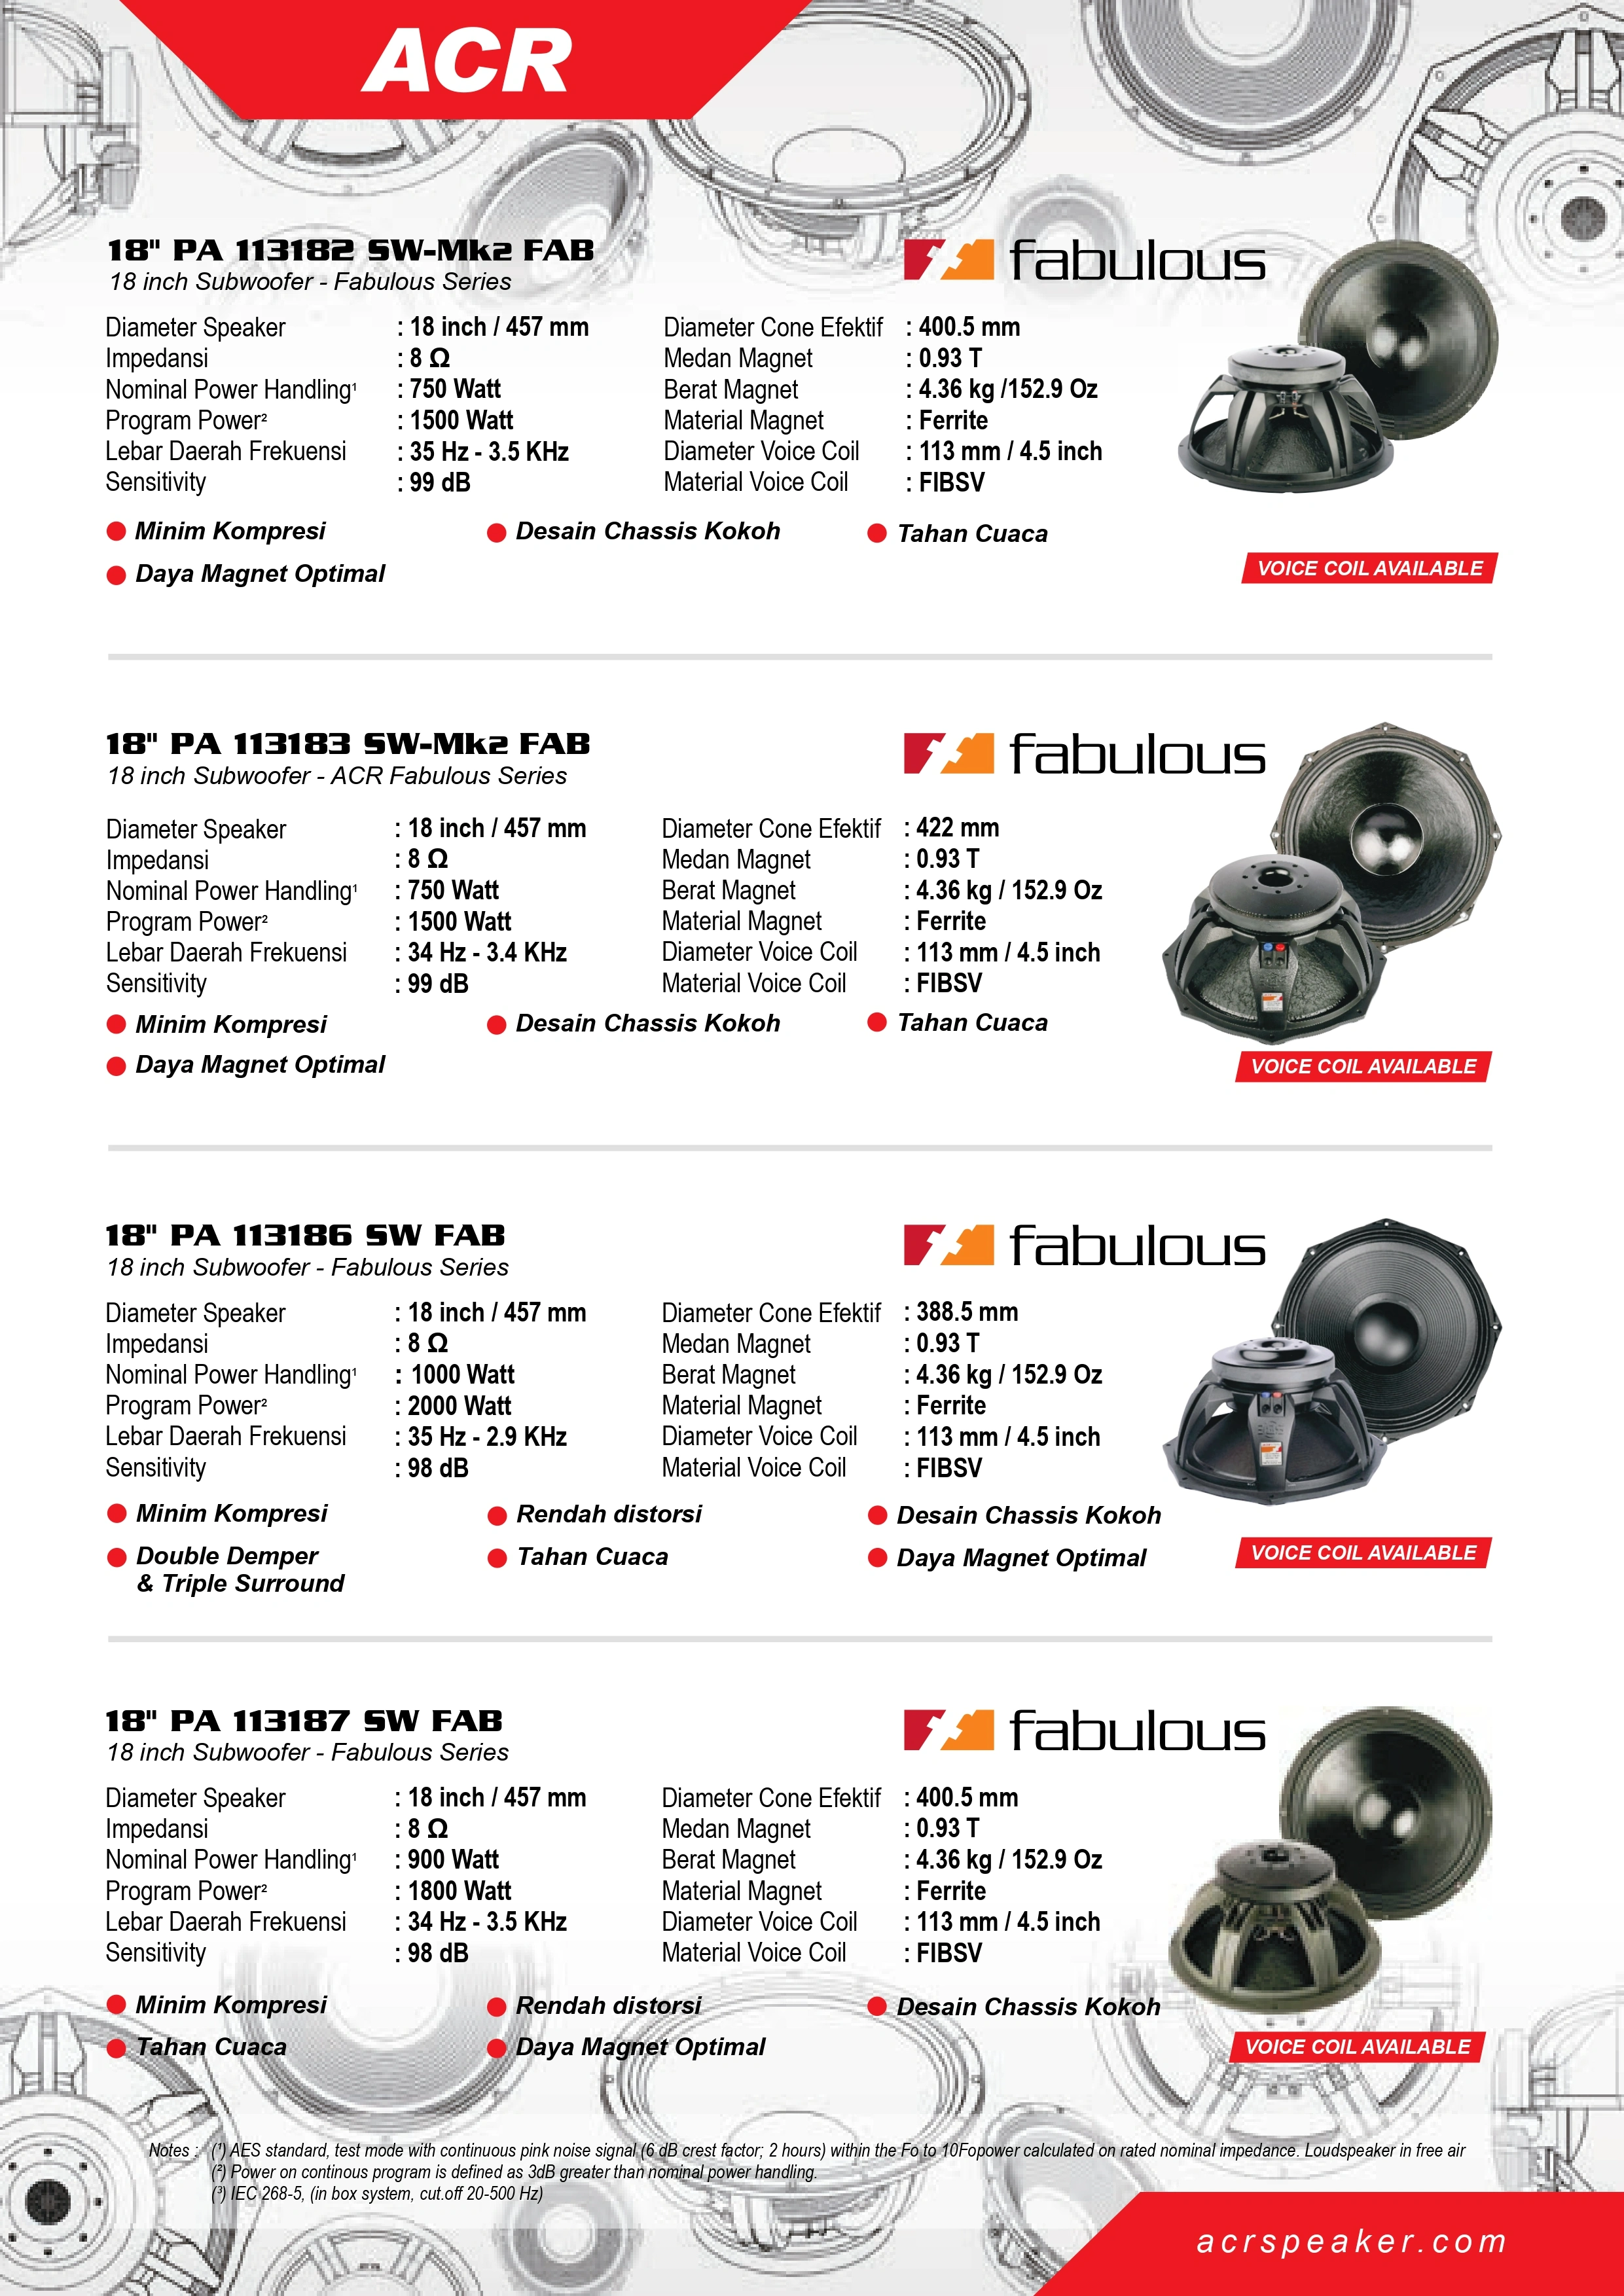 ACR
18" PA 113182 SW-Mk2 FAB
18 inch Subwoofer - Fabulous Series
fabulous
Diameter Speaker : 18 inch / 457 mm Diameter Cone Efektif : 400.5 mm
Impedansi : 8 Ω Medan Magnet : 0.93 T
Nominal Power Handling¹ : 750 Watt Berat Magnet : 4.36 kg /152.9 Oz
Program Power² : 1500 Watt Material Magnet : Ferrite
Lebar Daerah Frekuensi : 35 Hz - 3.5 KHz Diameter Voice Coil : 113 mm / 4.5 inch
Sensitivity : 99 dB Material Voice Coil : FIBSV
Minim Kompresi Desain Chassis Kokoh Tahan Cuaca
Daya Magnet Optimal
VOICE COIL AVAILABLE
18" PA 113183 SW-Mk2 FAB
18 inch Subwoofer - ACR Fabulous Series
fabulous
Diameter Speaker : 18 inch / 457 mm Diameter Cone Efektif : 422 mm
Impedansi : 8 Ω Medan Magnet : 0.93 T
Nominal Power Handling¹ : 750 Watt Berat Magnet : 4.36 kg / 152.9 Oz
Program Power² : 1500 Watt Material Magnet : Ferrite
Lebar Daerah Frekuensi : 34 Hz - 3.4 KHz Diameter Voice Coil : 113 mm / 4.5 inch
Sensitivity : 99 dB Material Voice Coil : FIBSV
Minim Kompresi Desain Chassis Kokoh Tahan Cuaca
Daya Magnet Optimal
VOICE COIL AVAILABLE
18" PA 113186 SW FAB
18 inch Subwoofer - Fabulous Series
fabulous
Diameter Speaker : 18 inch / 457 mm Diameter Cone Efektif : 388.5 mm
Impedansi : 8 Ω Medan Magnet : 0.93 T
Nominal Power Handling¹ : 1000 Watt Berat Magnet : 4.36 kg / 152.9 Oz
Program Power² : 2000 Watt Material Magnet : Ferrite
Lebar Daerah Frekuensi : 35 Hz - 2.9 KHz Diameter Voice Coil : 113 mm / 4.5 inch
Sensitivity : 98 dB Material Voice Coil : FIBSV
Minim Kompresi Rendah distorsi Desain Chassis Kokoh
Double Demper Tahan Cuaca Daya Magnet Optimal
& Triple Surround
VOICE COIL AVAILABLE
18" PA 113187 SW FAB
18 inch Subwoofer - Fabulous Series
fabulous
Diameter Speaker : 18 inch / 457 mm Diameter Cone Efektif : 400.5 mm
Impedansi : 8 Ω Medan Magnet : 0.93 T
Nominal Power Handling¹ : 900 Watt Berat Magnet : 4.36 kg / 152.9 Oz
Program Power² : 1800 Watt Material Magnet : Ferrite
Lebar Daerah Frekuensi : 34 Hz - 3.5 KHz Diameter Voice Coil : 113 mm / 4.5 inch
Sensitivity : 98 dB Material Voice Coil : FIBSV
Minim Kompresi Rendah distorsi Desain Chassis Kokoh
Tahan Cuaca Daya Magnet Optimal
VOICE COIL AVAILABLE
Notes : (¹) AES standard, test mode with continuous pink noise signal (6 dB crest factor; 2 hours) within the Fo to 10Fopower calculated on rated nominal impedance. Loudspeaker in free air
(²) Power on continous program is defined as 3dB greater than nominal power handling.
(³) IEC 268-5, (in box system, cut.off 20-500 Hz)
acrspeaker.com